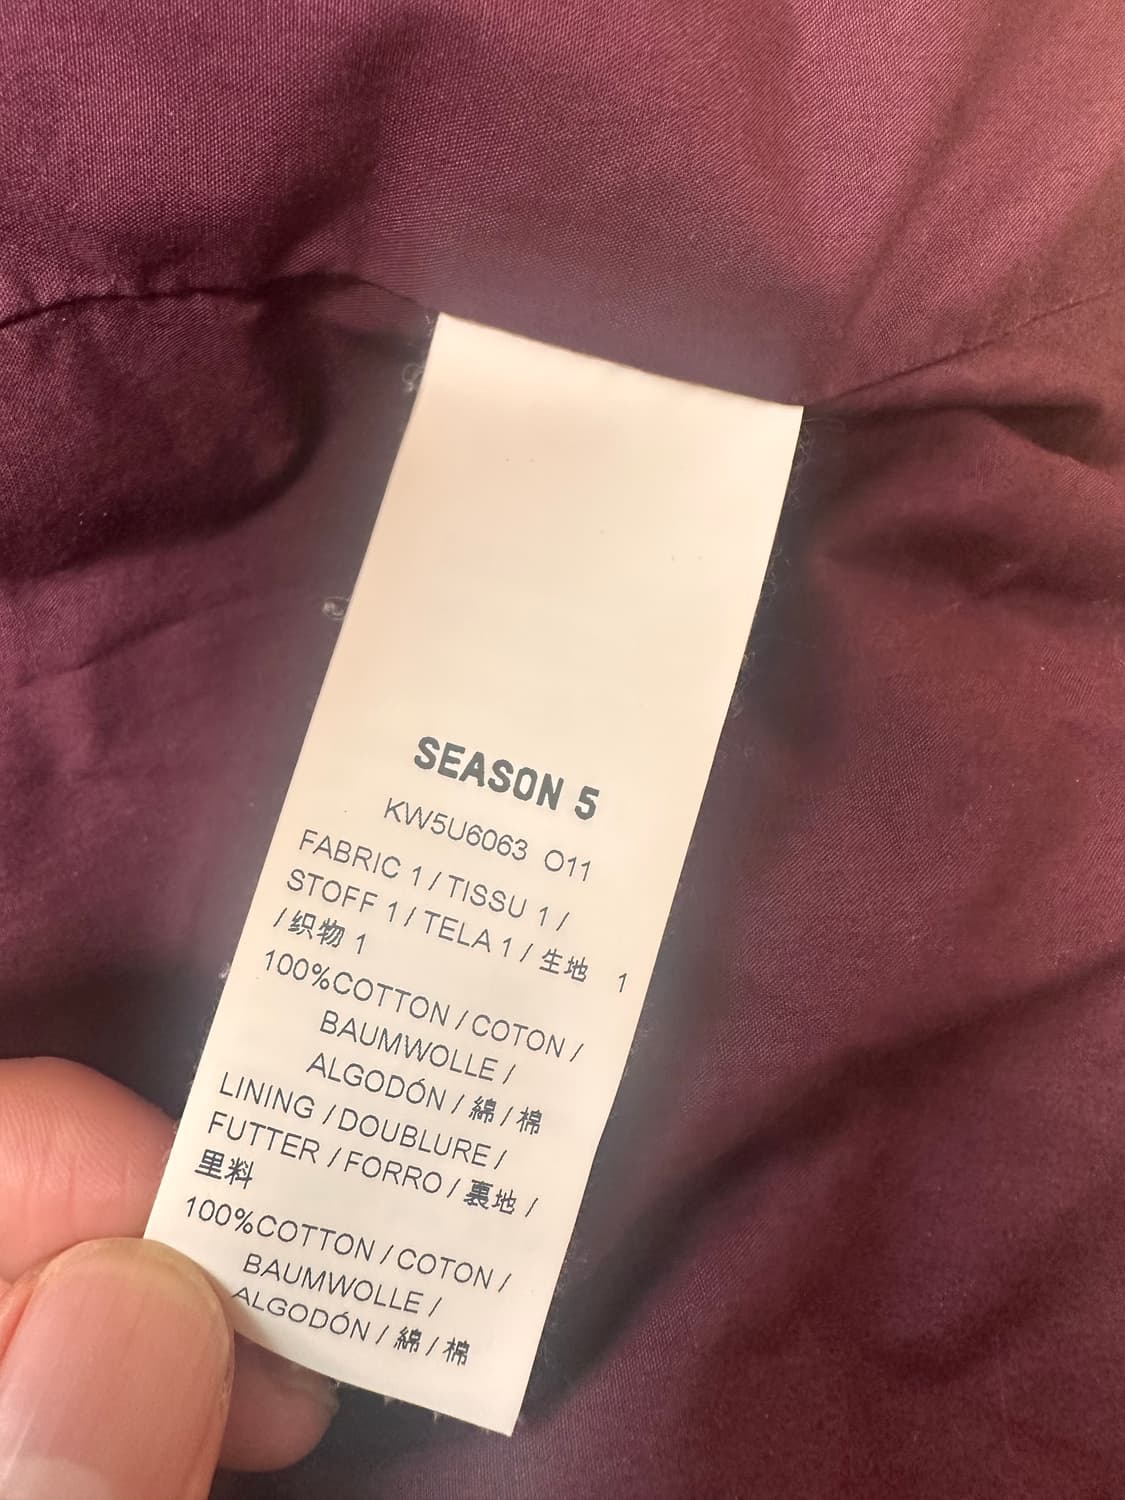 SEASON 5
KW5U6063 O11
FABRIC 1 / TISSU 1 /
STOFF 1 / TELA 1 / 生地 1
/ 织物 1
100%COTTON / COTON /
BAUMWOLLE /
ALGODÓN / 綿 / 棉
LINING / DOUBLURE /
FUTTER / FORRO / 裏地 /
里料
100%COTTON / COTON /
BAUMWOLLE /
ALGODÓN / 綿 / 棉